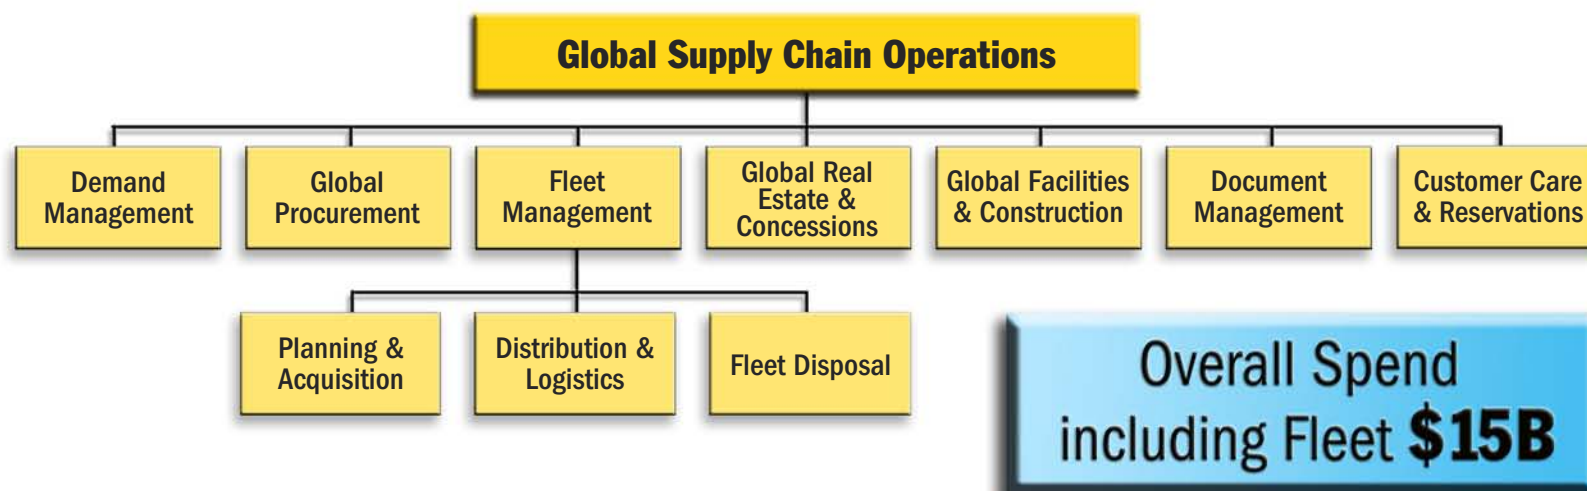 Global Supply Chain Operations
Demand
Management
Global
Procurement
Fleet
Management
Global Real
Estate &
Concessions
Global Facilities
& Construction
Document
Management
Customer Care
& Reservations
Planning &
Acquisition
Distribution &
Logistics
Fleet Disposal
Overall Spend
including Fleet $15B